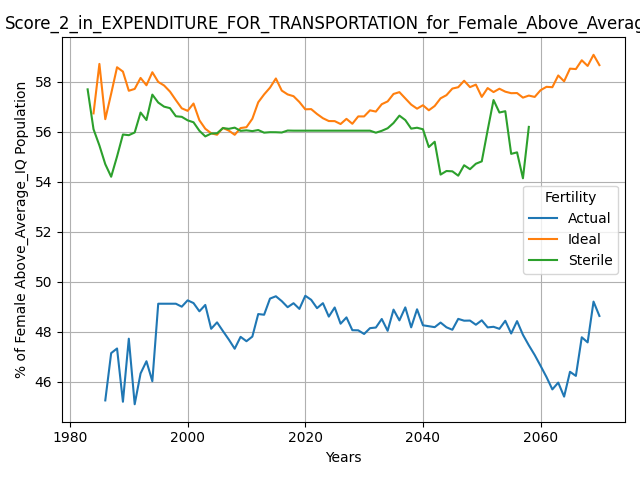 Score_2_in_EXPENDITURE_FOR_TRANSPORTATION_for_Female_Above_Averag
% of Female Above_Average_IQ Population
58
56
54
52
50
48
46
Fertility
Actual
Ideal
Sterile
1980
2000
2020
2040
2060
Years